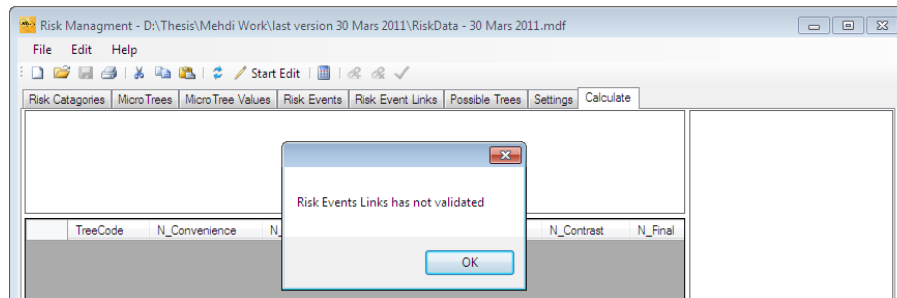 Risk Managment - D:\Thesis\Mehdi Work\last version 30 Mars 2011\RiskData - 30 Mars 2011.mdf
File Edit Help
Start Edit
Risk Catagories MicroTrees MicroTree Values Risk Events Risk Event Links Possible Trees Settings Calculate
Risk Events Links has not validated
TreeCode N_Convenience N_ N_Contrast N_Final
OK